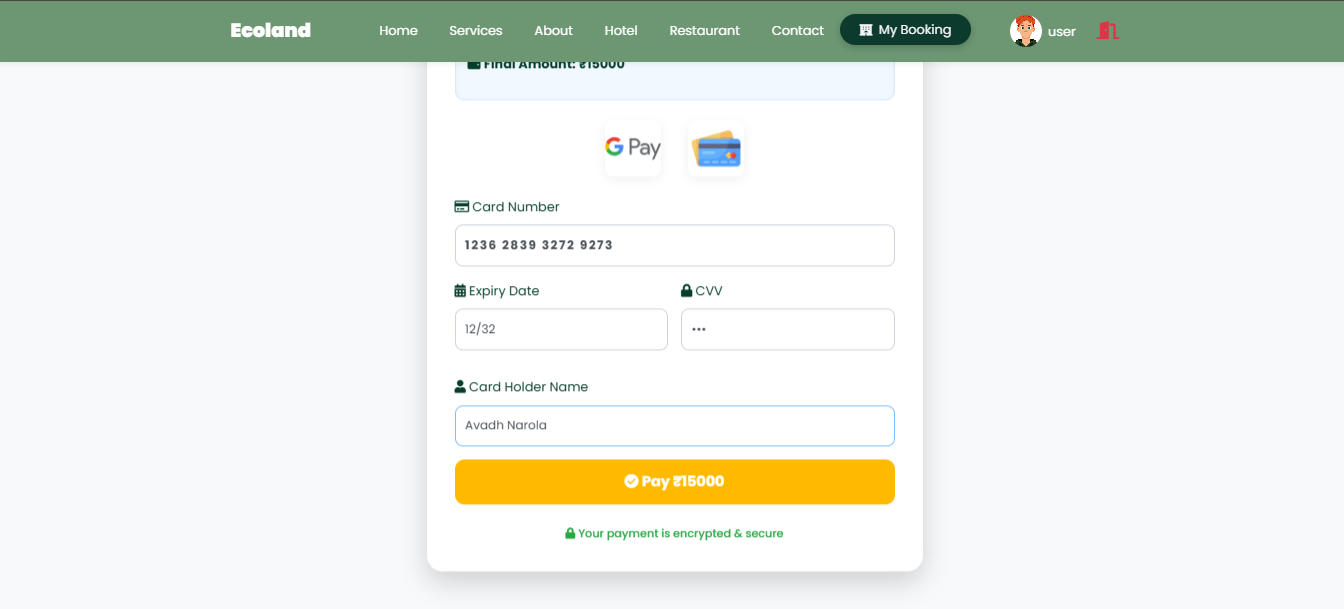 Ecoland
Home Services About Hotel Restaurant Contact My Booking user
Final Amount: ₹15000
G Pay
Card Number
1236 2839 3272 9273
Expiry Date CVV
12/32 •••
Card Holder Name
Avadh Narola
Pay ₹15000
Your payment is encrypted & secure